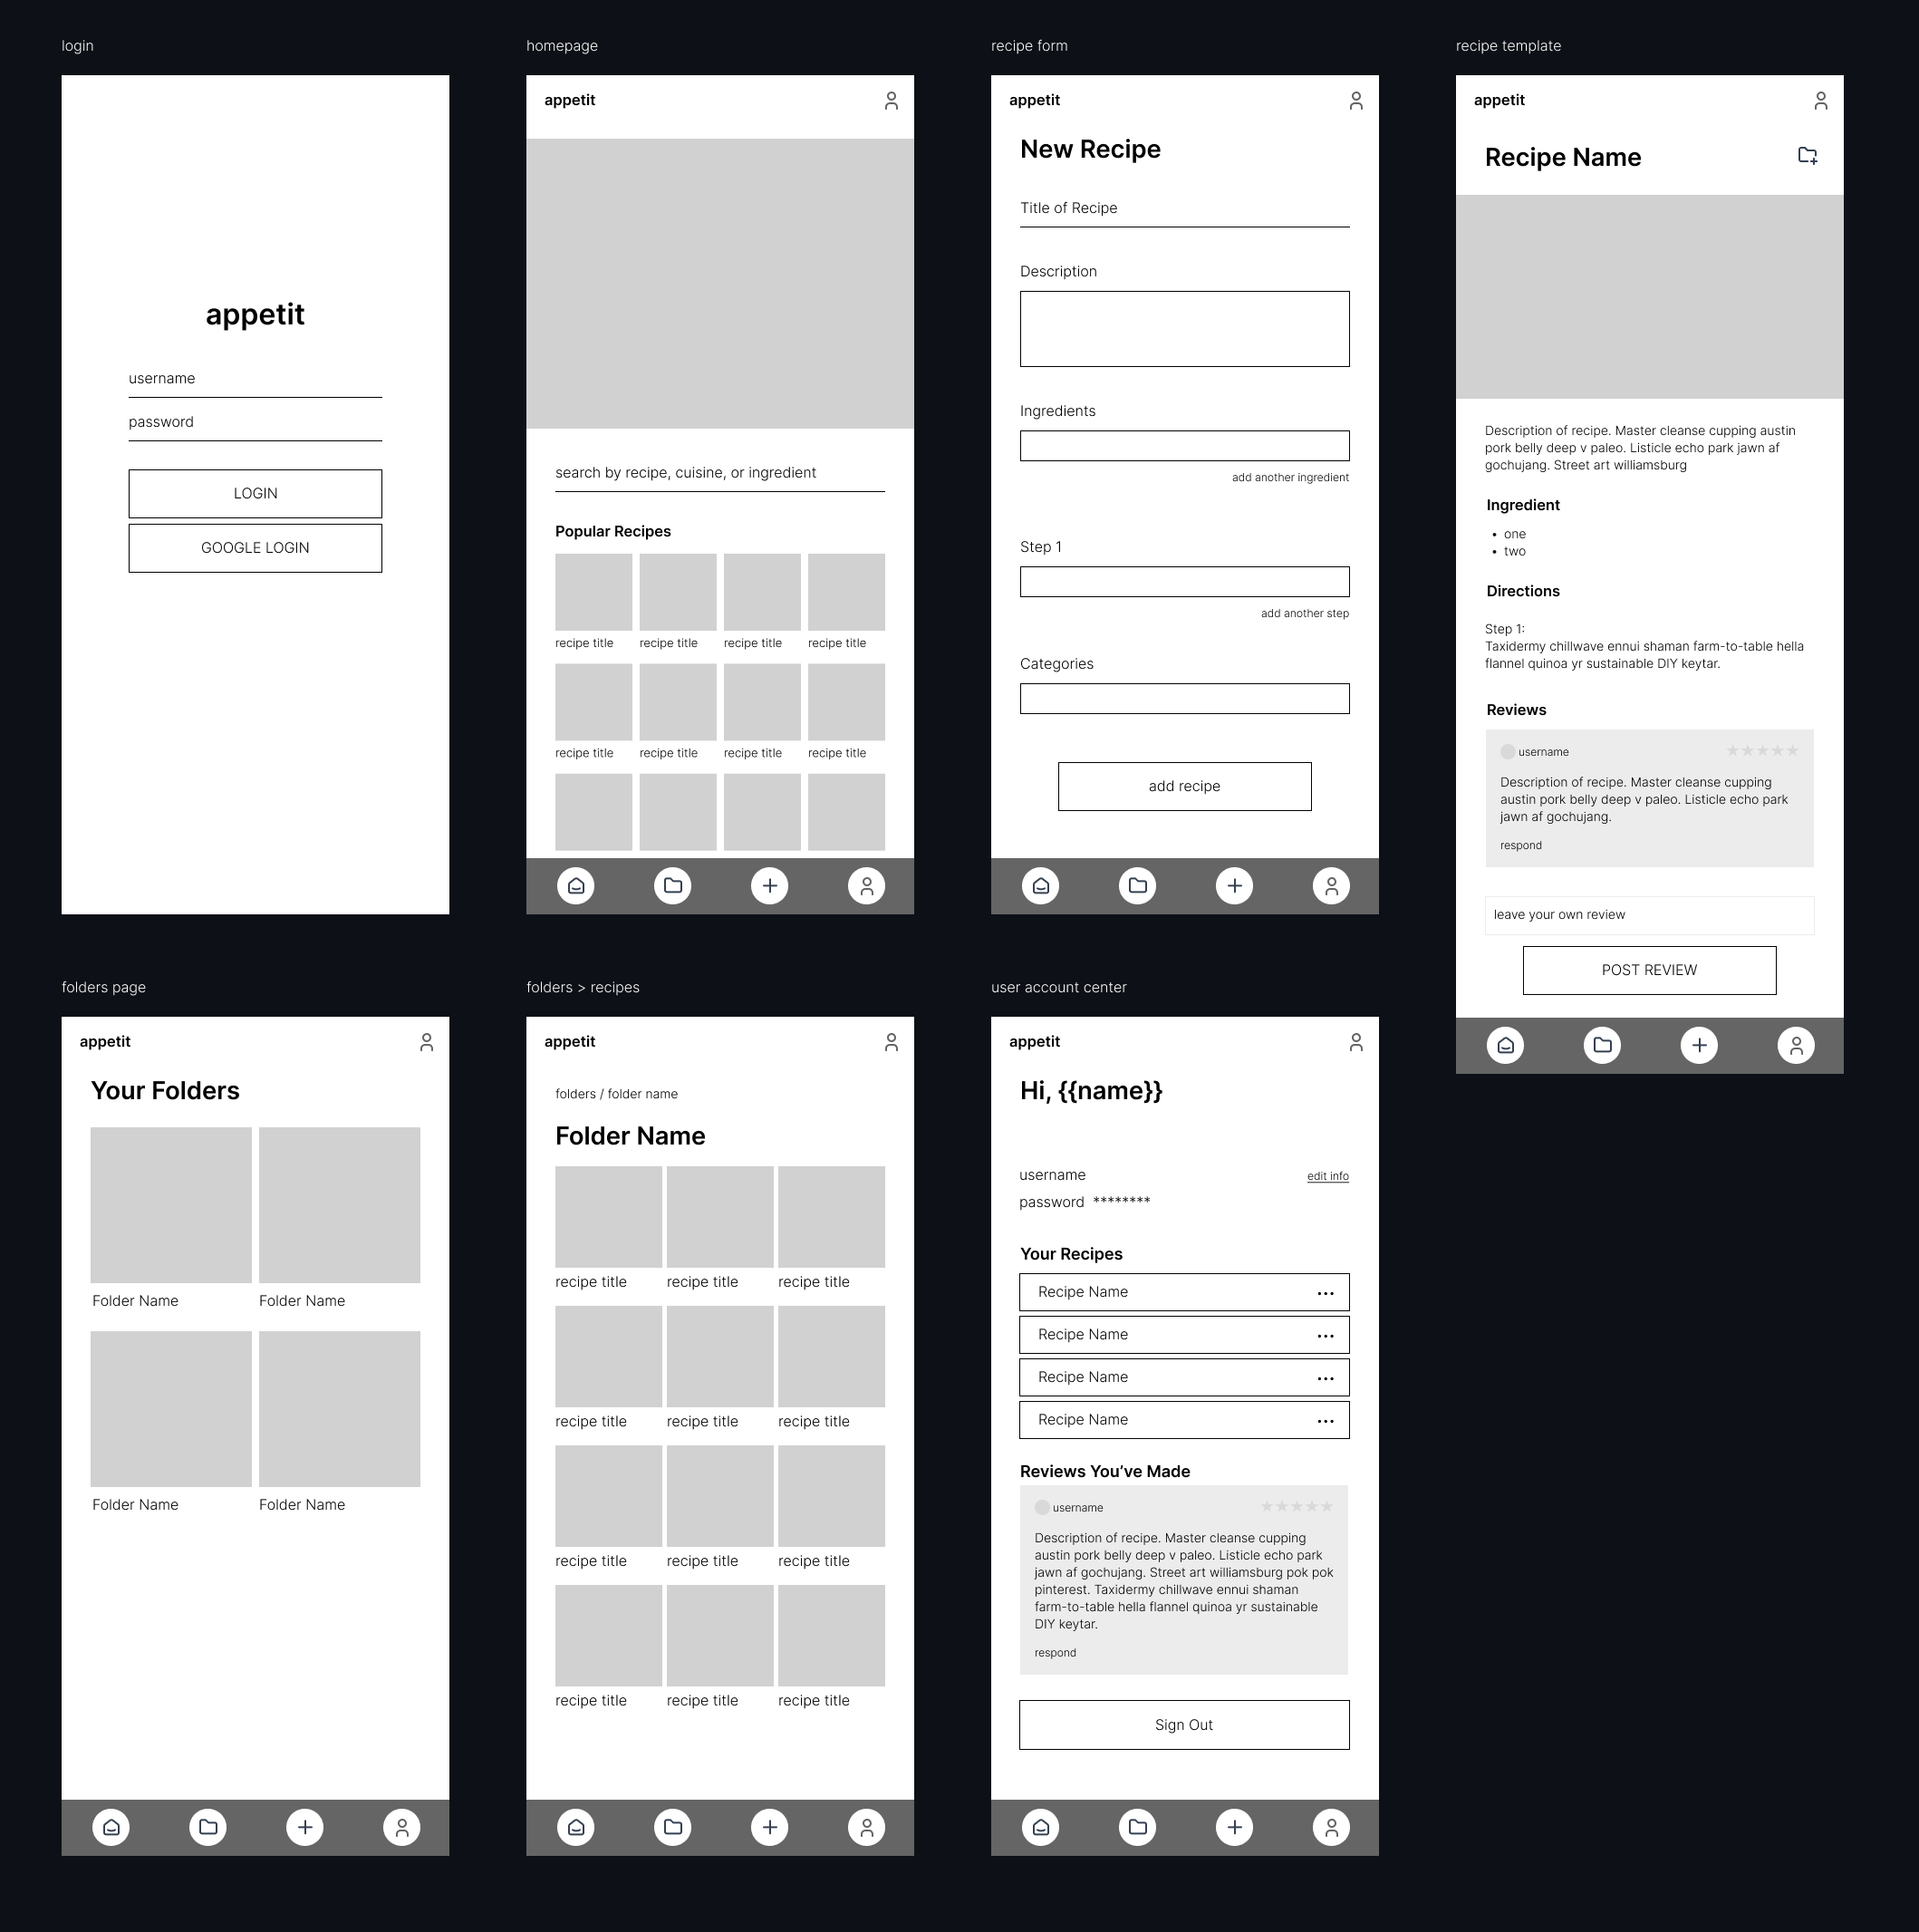 login
appetit
username
password
LOGIN
GOOGLE LOGIN
homepage
appetit
search by recipe, cuisine, or ingredient
Popular Recipes
recipe title recipe title recipe title recipe title
recipe title recipe title recipe title recipe title
recipe form
appetit
New Recipe
Title of Recipe
Description
Ingredients
add another ingredient
Step 1
add another step
Categories
add recipe
recipe template
appetit
Recipe Name
Description of recipe. Master cleanse cupping austin
pork belly deep v paleo. Listicle echo park jawn af
gochujang. Street art williamsburg
Ingredient
• one
• two
Directions
Step 1:
Taxidermy chillwave ennui shaman farm-to-table hella
flannel quinoa yr sustainable DIY keytar.
Reviews
username ★★★★★
Description of recipe. Master cleanse cupping
austin pork belly deep v paleo. Listicle echo park
jawn af gochujang.
respond
leave your own review
POST REVIEW
folders page
appetit
Your Folders
Folder Name Folder Name
Folder Name Folder Name
folders > recipes
appetit
folders / folder name
Folder Name
recipe title recipe title recipe title
recipe title recipe title recipe title
recipe title recipe title recipe title
recipe title recipe title recipe title
user account center
appetit
Hi, {{name}}
username edit info
password ********
Your Recipes
Recipe Name ...
Recipe Name ...
Recipe Name ...
Recipe Name ...
Reviews You’ve Made
username ★★★★★
Description of recipe. Master cleanse cupping
austin pork belly deep v paleo. Listicle echo park
jawn af gochujang. Street art williamsburg pok pok
pinterest. Taxidermy chillwave ennui shaman
farm-to-table hella flannel quinoa yr sustainable
DIY keytar.
respond
Sign Out